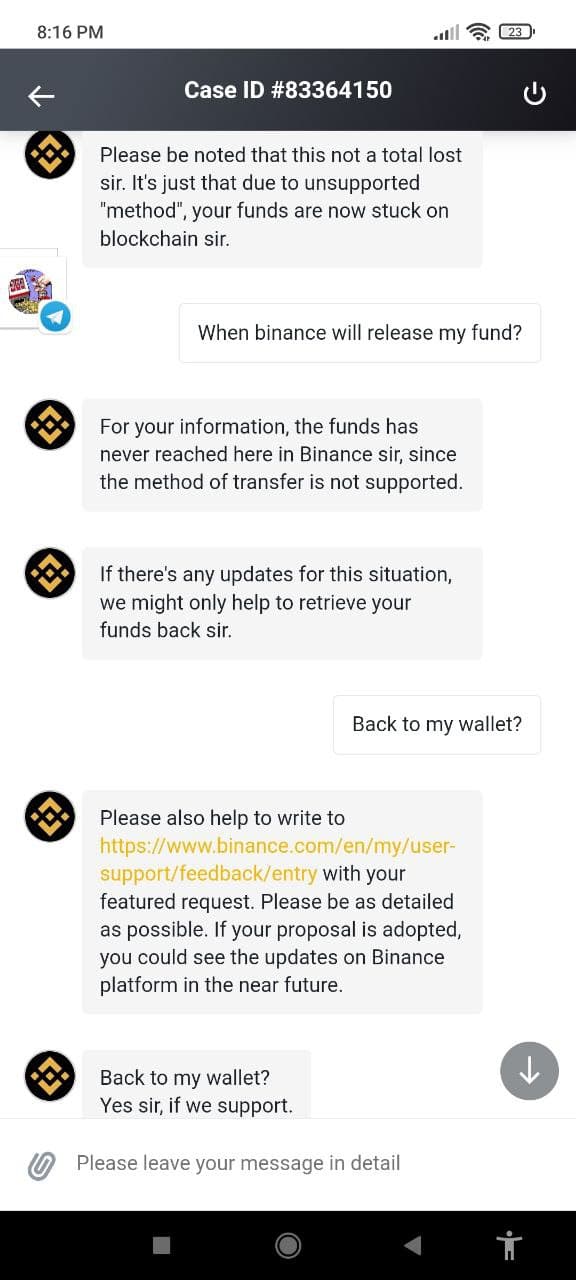 8:16 PM
23
Case ID #83364150
Please be noted that this not a total lost
sir. It's just that due to unsupported
"method", your funds are now stuck on
blockchain sir.
When binance will release my fund?
For your information, the funds has
never reached here in Binance sir, since
the method of transfer is not supported.
If there's any updates for this situation,
we might only help to retrieve your
funds back sir.
Back to my wallet?
Please also help to write to
https://www.binance.com/en/my/user-
support/feedback/entry with your
featured request. Please be as detailed
as possible. If your proposal is adopted,
you could see the updates on Binance
platform in the near future.
Back to my wallet?
Yes sir, if we support.
Please leave your message in detail